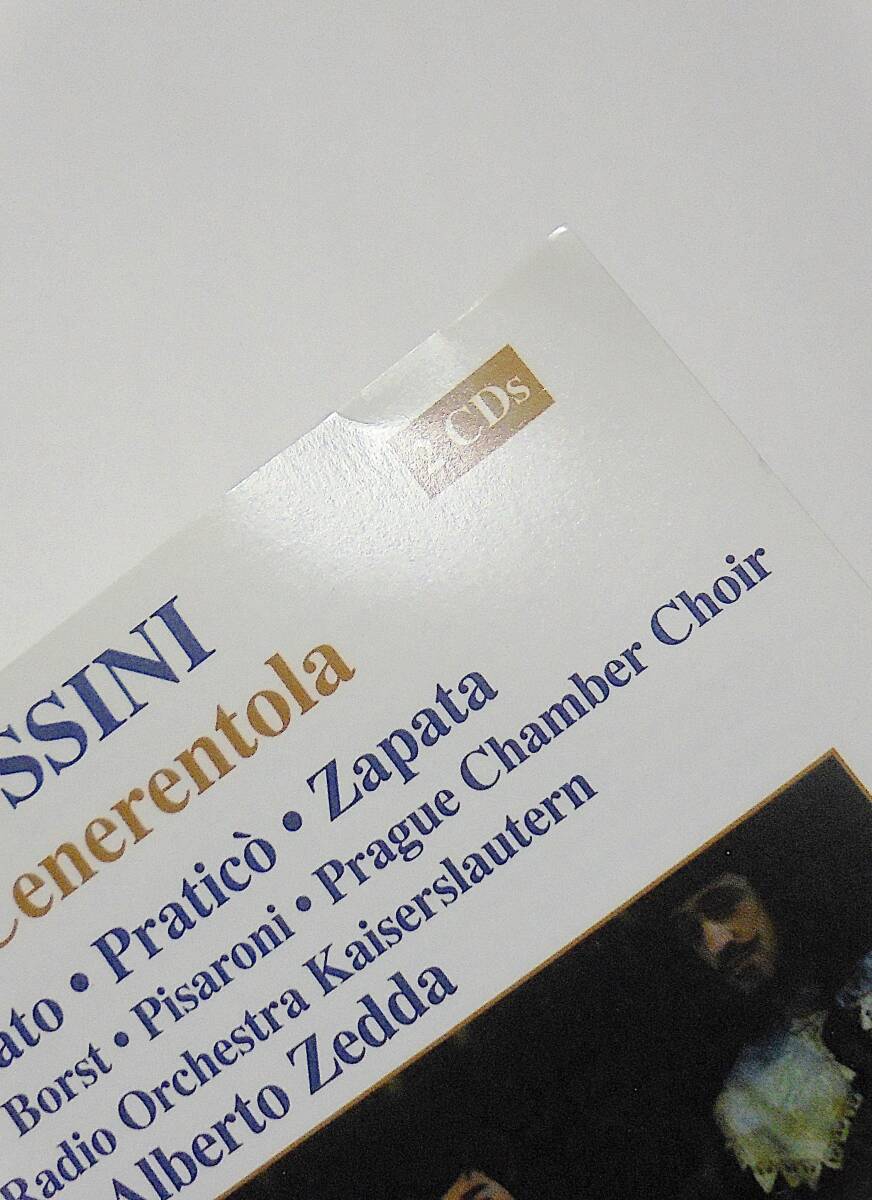 2 CDs
SSINI
Cenerentola
ato • Praticò • Zapata
Borst • Pisaroni • Prague Chamber Choir
Radio Orchestra Kaiserslautern
Alberto Zedda